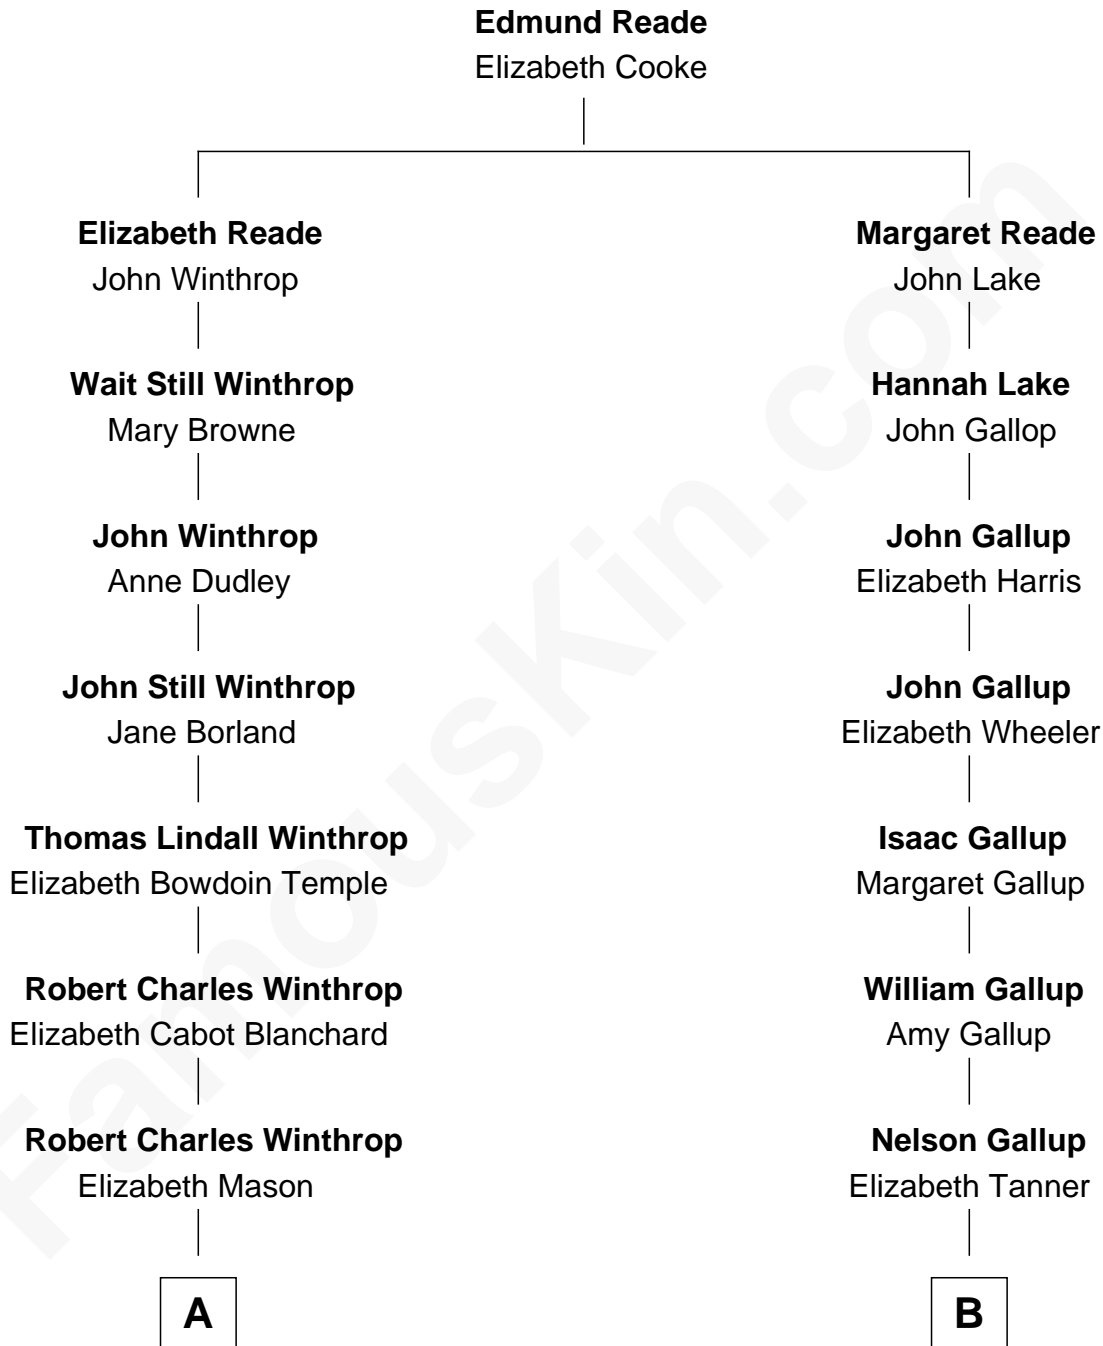 Edmund Reade
Elizabeth Cooke
Elizabeth Reade
John Winthrop
Wait Still Winthrop
Mary Browne
John Winthrop
Anne Dudley
John Still Winthrop
Jane Borland
Thomas Lindall Winthrop
Elizabeth Bowdoin Temple
Robert Charles Winthrop
Elizabeth Cabot Blanchard
Robert Charles Winthrop
Elizabeth Mason
A
Margaret Reade
John Lake
Hannah Lake
John Gallop
John Gallup
Elizabeth Harris
John Gallup
Elizabeth Wheeler
Isaac Gallup
Margaret Gallup
William Gallup
Amy Gallup
Nelson Gallup
Elizabeth Tanner
B
FamousKin.com